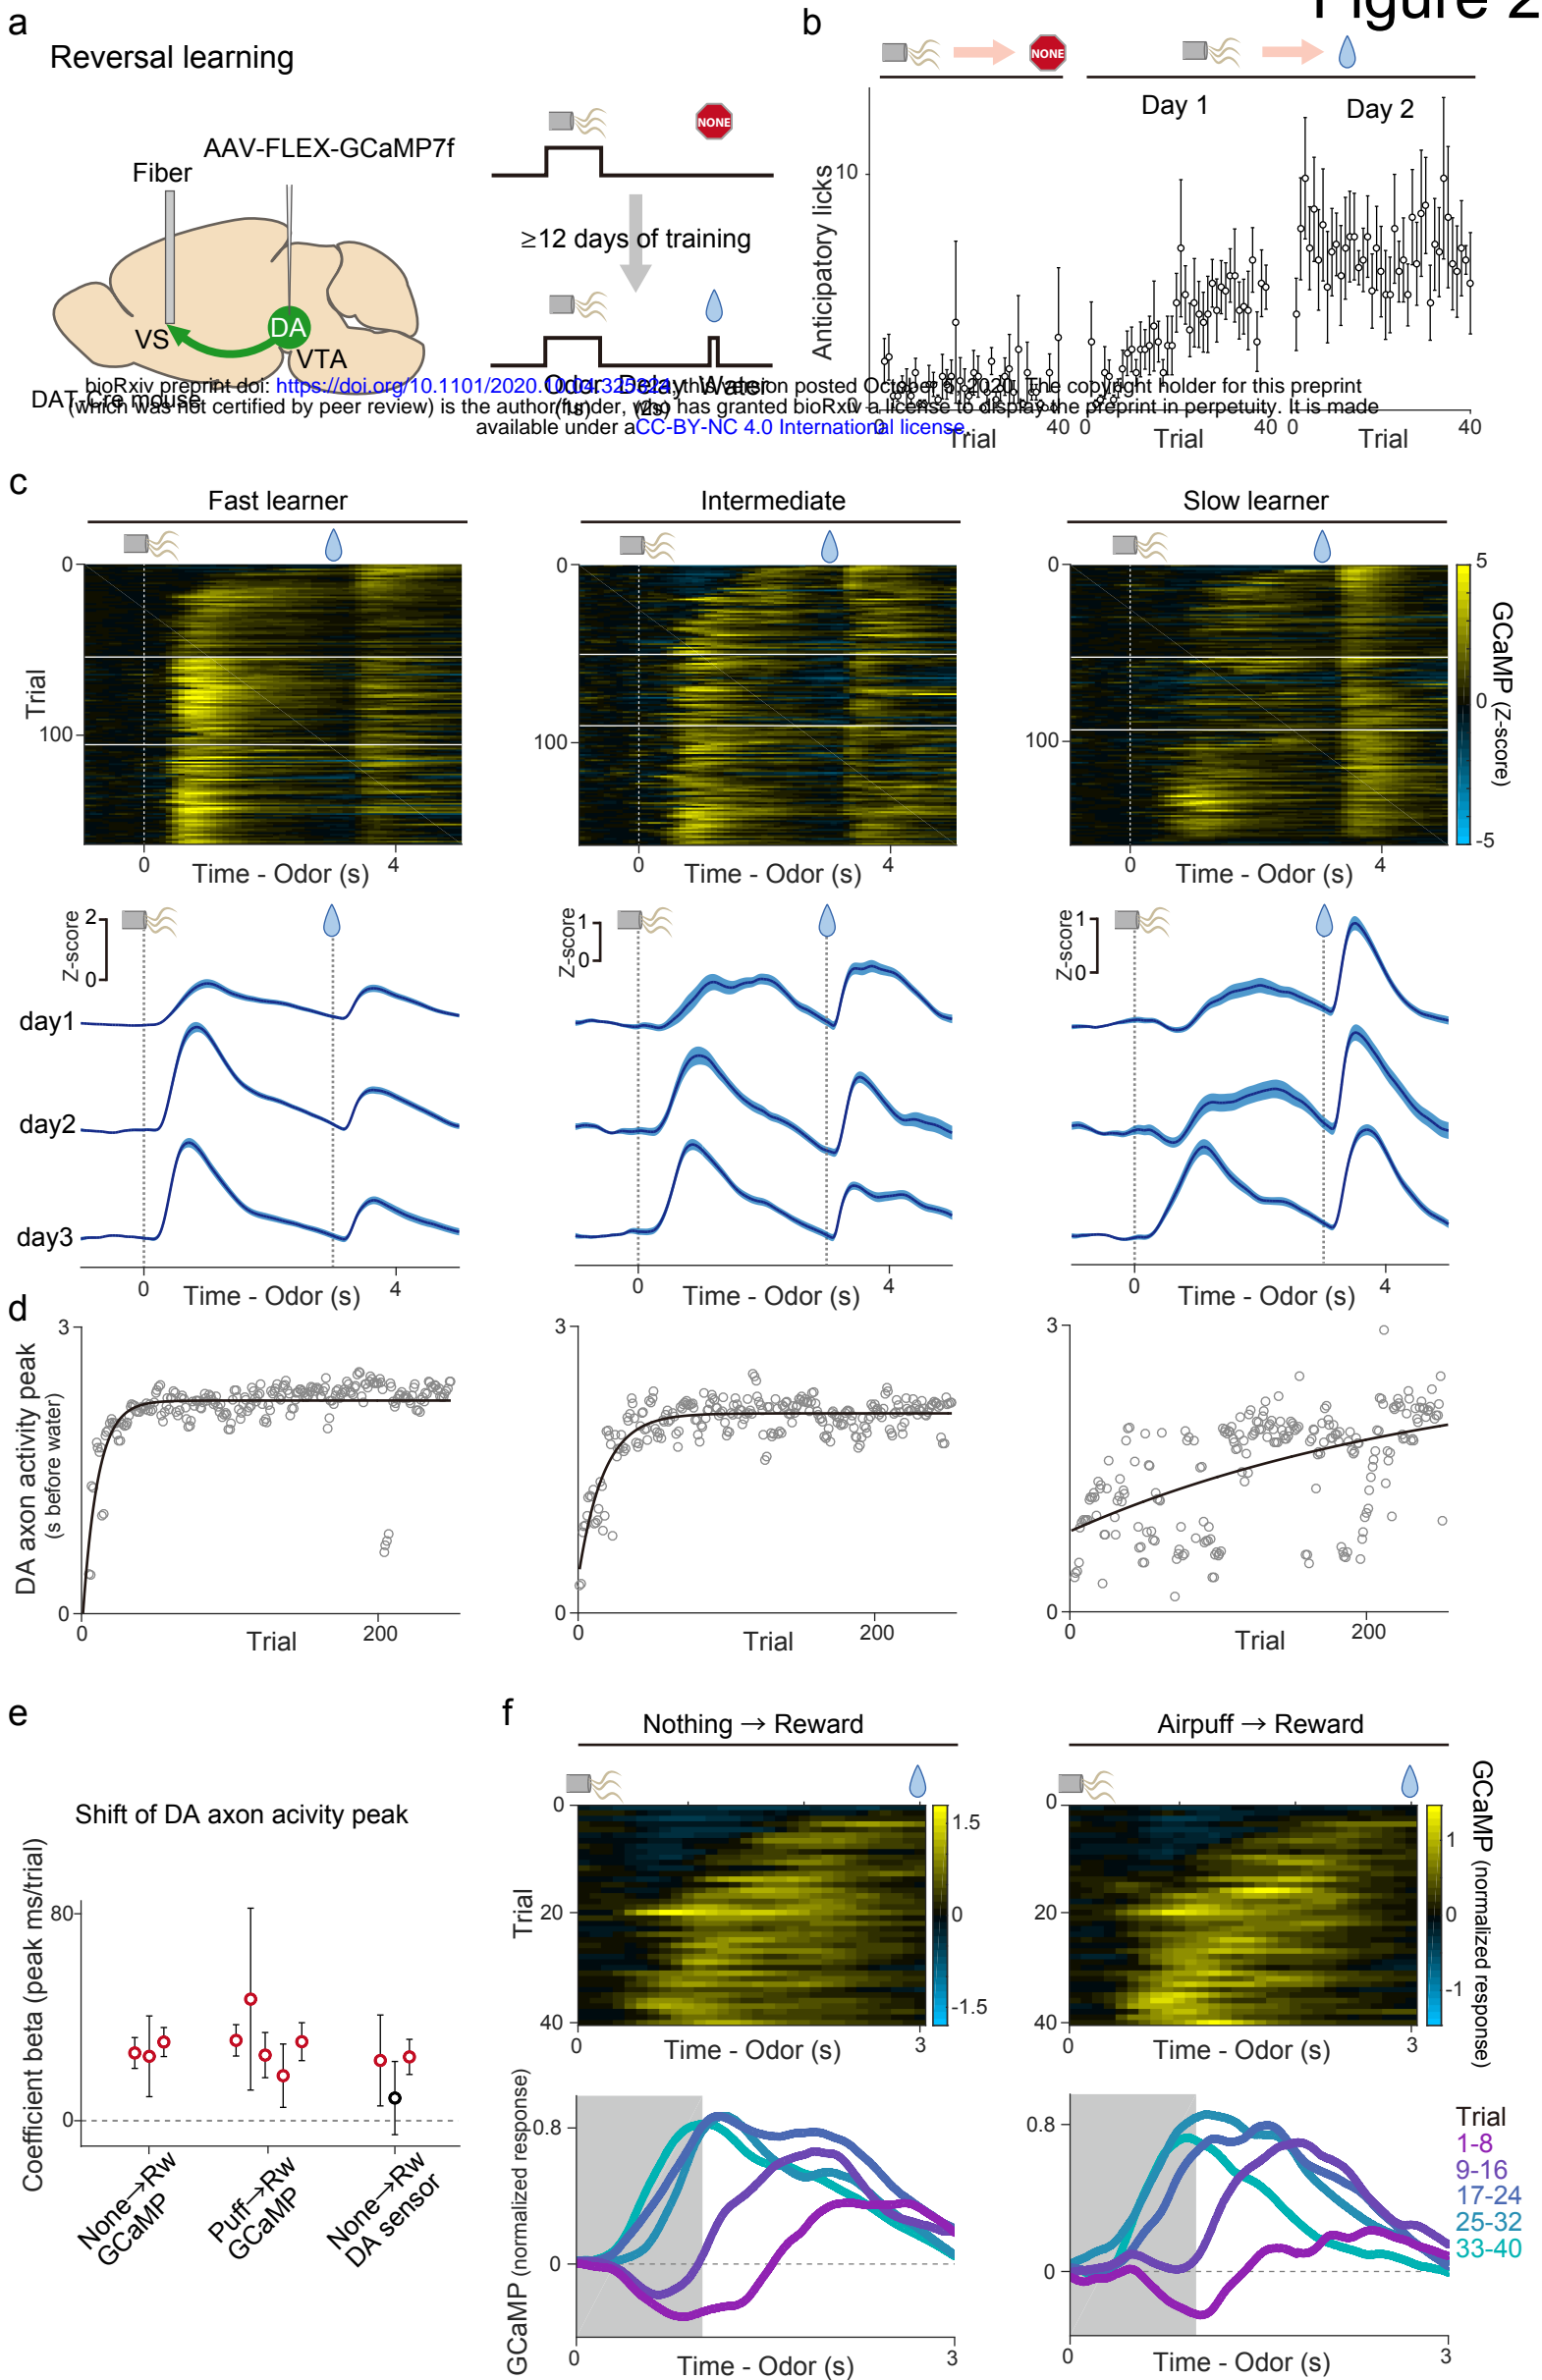 Figure 2
a
Reversal learning
AAV-FLEX-GCaMP7f
Fiber
VS
DA
VTA
DAT-Cre mouse
NONE
≥12 days of training
Odor Delay Water
(1s) (2s)
b
NONE
Day 1
Day 2
Anticipatory licks
10
0
0 40 0 40 0 40
Trial Trial Trial
bioRxiv preprint doi: https://doi.org/10.1101/2020.10.04.325324; this version posted October 5, 2020. The copyright holder for this preprint
(which was not certified by peer review) is the author/funder, who has granted bioRxiv a license to display the preprint in perpetuity. It is made
available under aCC-BY-NC 4.0 International license.
c
Fast learner
Intermediate
Slow learner
Trial
0
100
0 4
Time - Odor (s)
0
100
0 4
Time - Odor (s)
0
100
0 4
Time - Odor (s)
5
0
-5
GCaMP (Z-score)
Z-score
2
0
Z-score
1
0
Z-score
1
0
day1
day2
day3
0 4
Time - Odor (s)
0 4
Time - Odor (s)
0 4
Time - Odor (s)
d
DA axon activity peak
(s before water)
3
0
0 200
Trial
3
0
0 200
Trial
3
0
0 200
Trial
e
Shift of DA axon acivity peak
Coefficient beta (peak ms/trial)
80
0
None→Rw
GCaMP
Puff→Rw
GCaMP
None→Rw
DA sensor
f
Nothing → Reward
Airpuff → Reward
Trial
0
20
40
0 3
Time - Odor (s)
1.5
0
-1.5
0
20
40
0 3
Time - Odor (s)
1
0
-1
GCaMP (normalized response)
GCaMP (normalized response)
0.8
0
0 3
Time - Odor (s)
0.8
0
0 3
Time - Odor (s)
Trial
1-8
9-16
17-24
25-32
33-40